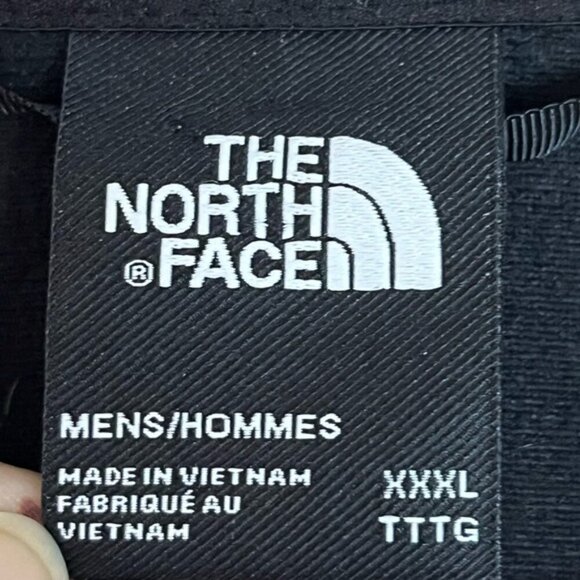 THE
NORTH
® FACE
MENS/HOMMES
MADE IN VIETNAM XXXL
FABRIQUÉ AU
VIETNAM TTTG